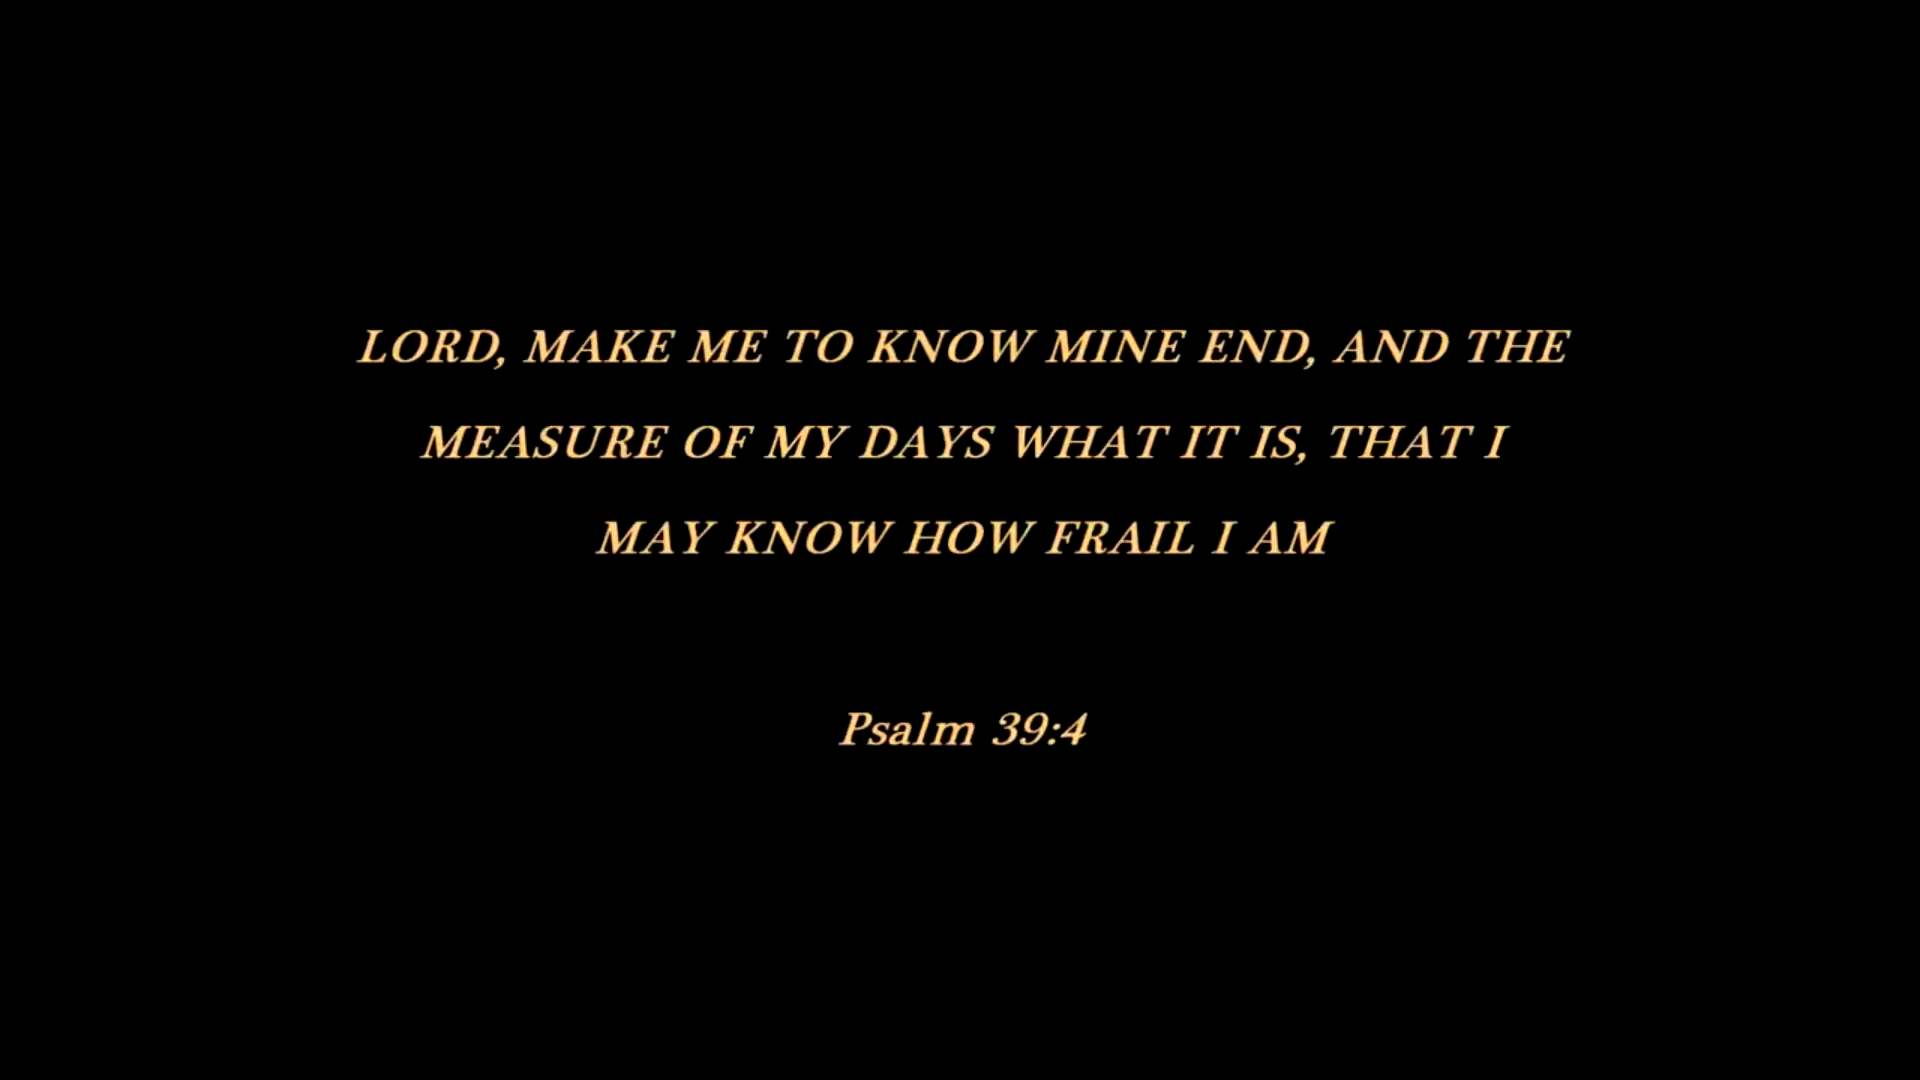 LORD, MAKE ME TO KNOW MINE END, AND THE
MEASURE OF MY DAYS WHAT IT IS, THAT I
MAY KNOW HOW FRAIL I AM
Psalm 39:4